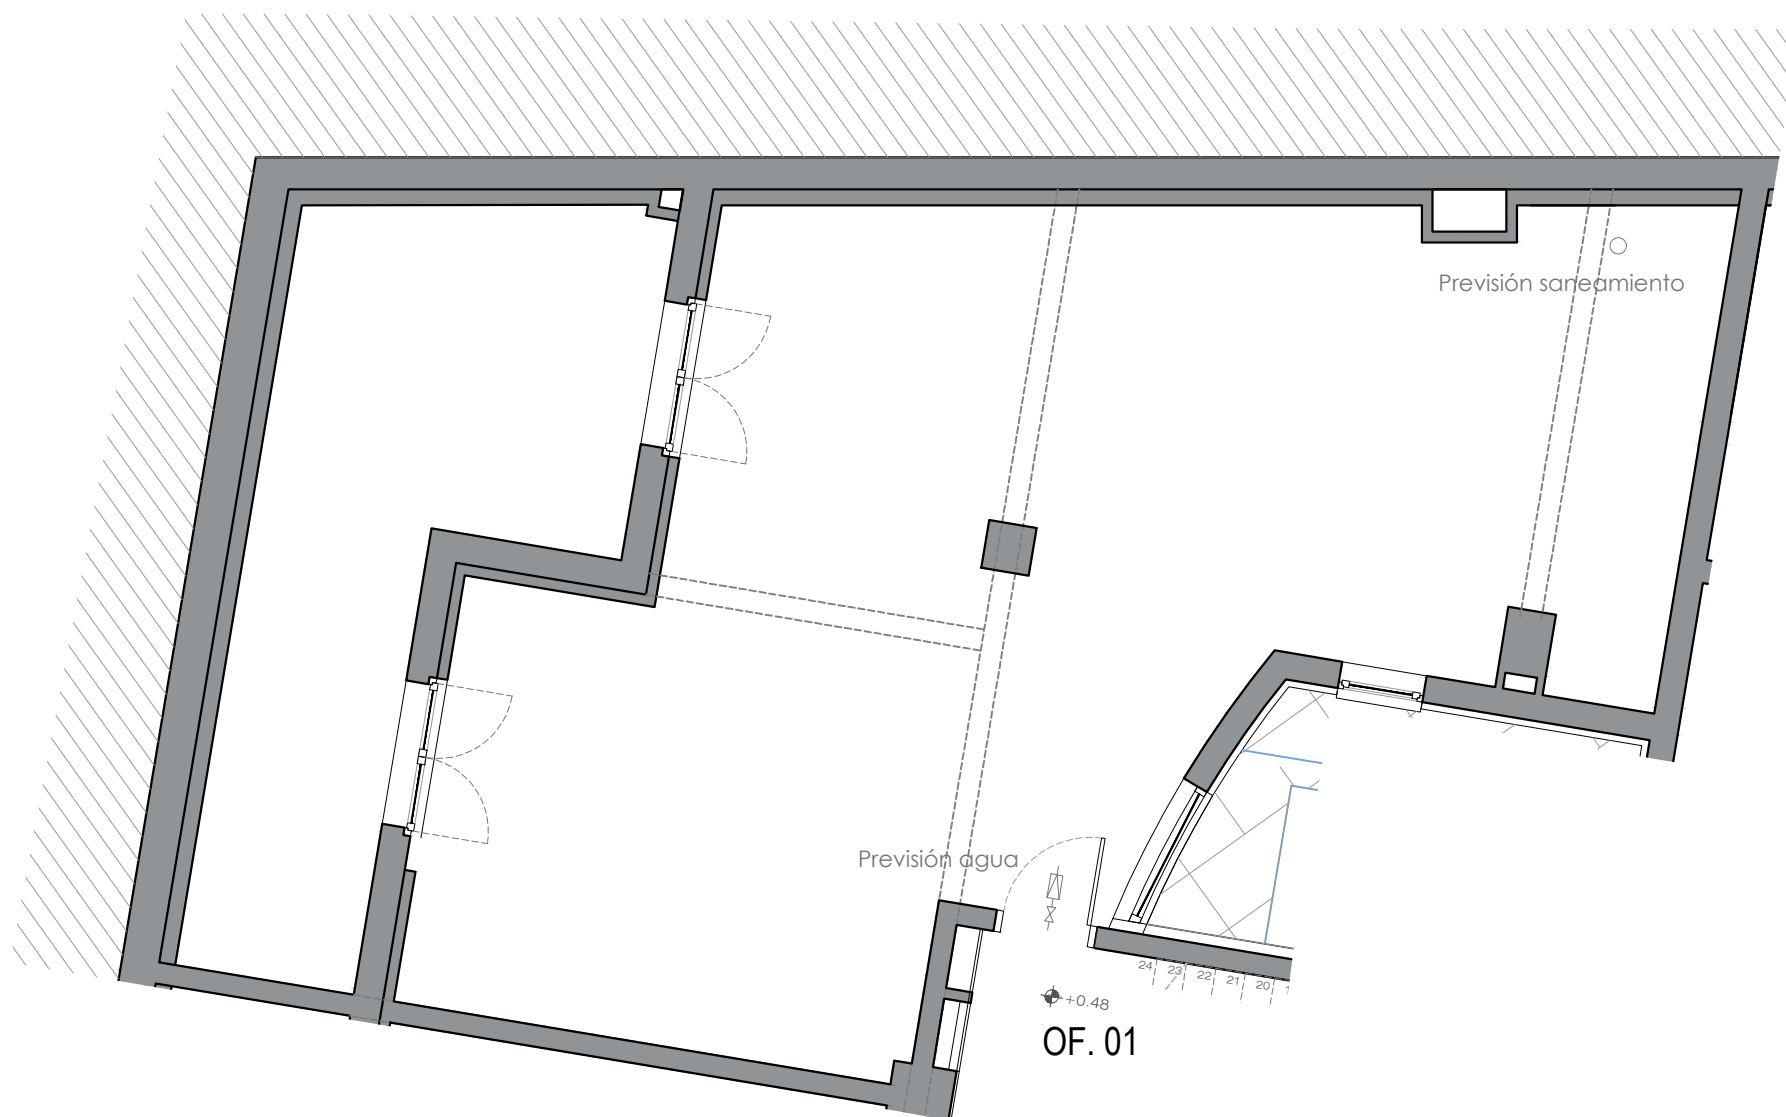 Previsión saneamiento
Previsión agua
24 23 22 21 20
+0.48
OF. 01